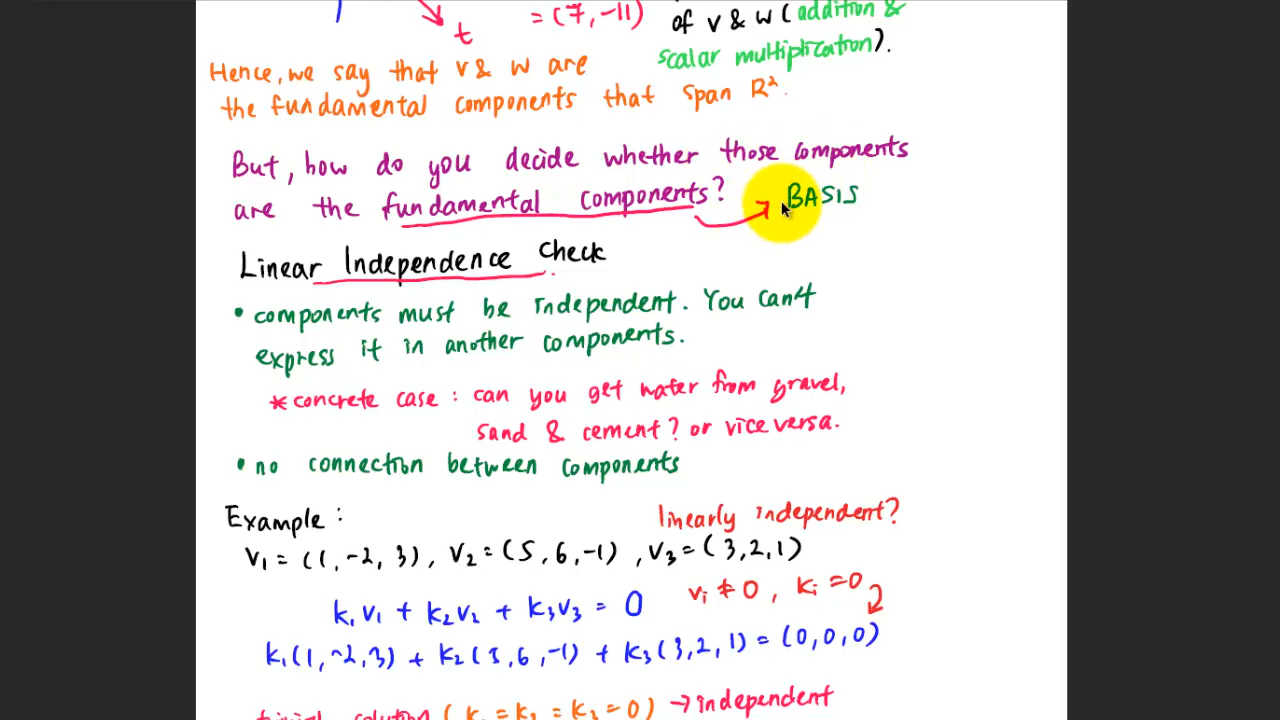 t
= (7, -11)
of v & w (addition &
scalar multiplication).
Hence, we say that v & w are
the fundamental components that span R².
But, how do you decide whether those components
are the fundamental components? → BASIS
Linear Independence Check
• components must be independent. You can't
express it in another components.
* concrete case : can you get water from gravel,
sand & cement? or vice versa.
• no connection between components
Example :
linearly independent?
v₁ = (1, -2, 3), v₂ = (5, 6, -1), v₃ = (3, 2, 1)
k₁v₁ + k₂v₂ + k₃v₃ = 0
vᵢ ≠ 0, kᵢ = 0
k₁(1, -2, 3) + k₂(5, 6, -1) + k₃(3, 2, 1) = (0, 0, 0)
solution (k₁ = k₂ = k₃ = 0) → independent